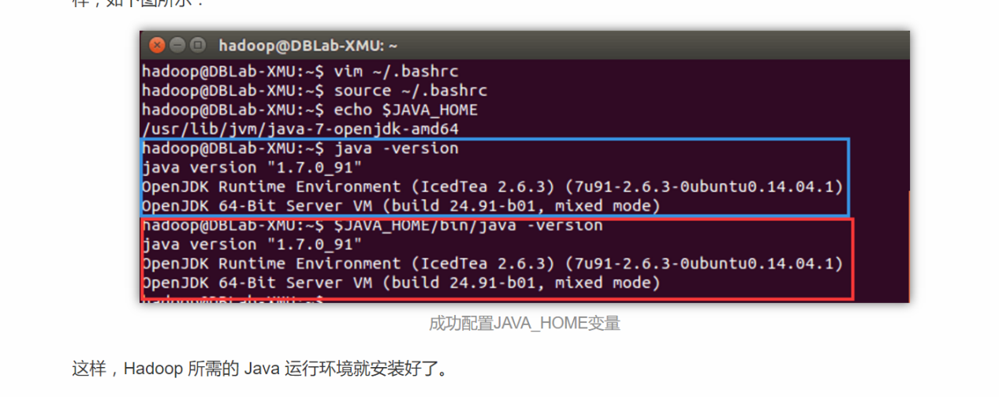 样，如下图所示：
hadoop@DBLab-XMU: ~
hadoop@DBLab-XMU:~$ vim ~/.bashrc
hadoop@DBLab-XMU:~$ source ~/.bashrc
hadoop@DBLab-XMU:~$ echo $JAVA_HOME
/usr/lib/jvm/java-7-openjdk-amd64
hadoop@DBLab-XMU:~$ java -version
java version "1.7.0_91"
OpenJDK Runtime Environment (IcedTea 2.6.3) (7u91-2.6.3-0ubuntu0.14.04.1)
OpenJDK 64-Bit Server VM (build 24.91-b01, mixed mode)
hadoop@DBLab-XMU:~$ $JAVA_HOME/bin/java -version
java version "1.7.0_91"
OpenJDK Runtime Environment (IcedTea 2.6.3) (7u91-2.6.3-0ubuntu0.14.04.1)
OpenJDK 64-Bit Server VM (build 24.91-b01, mixed mode)
hadoop@DBLab-XMU:~$
成功配置JAVA_HOME变量
这样，Hadoop 所需的 Java 运行环境就安装好了。